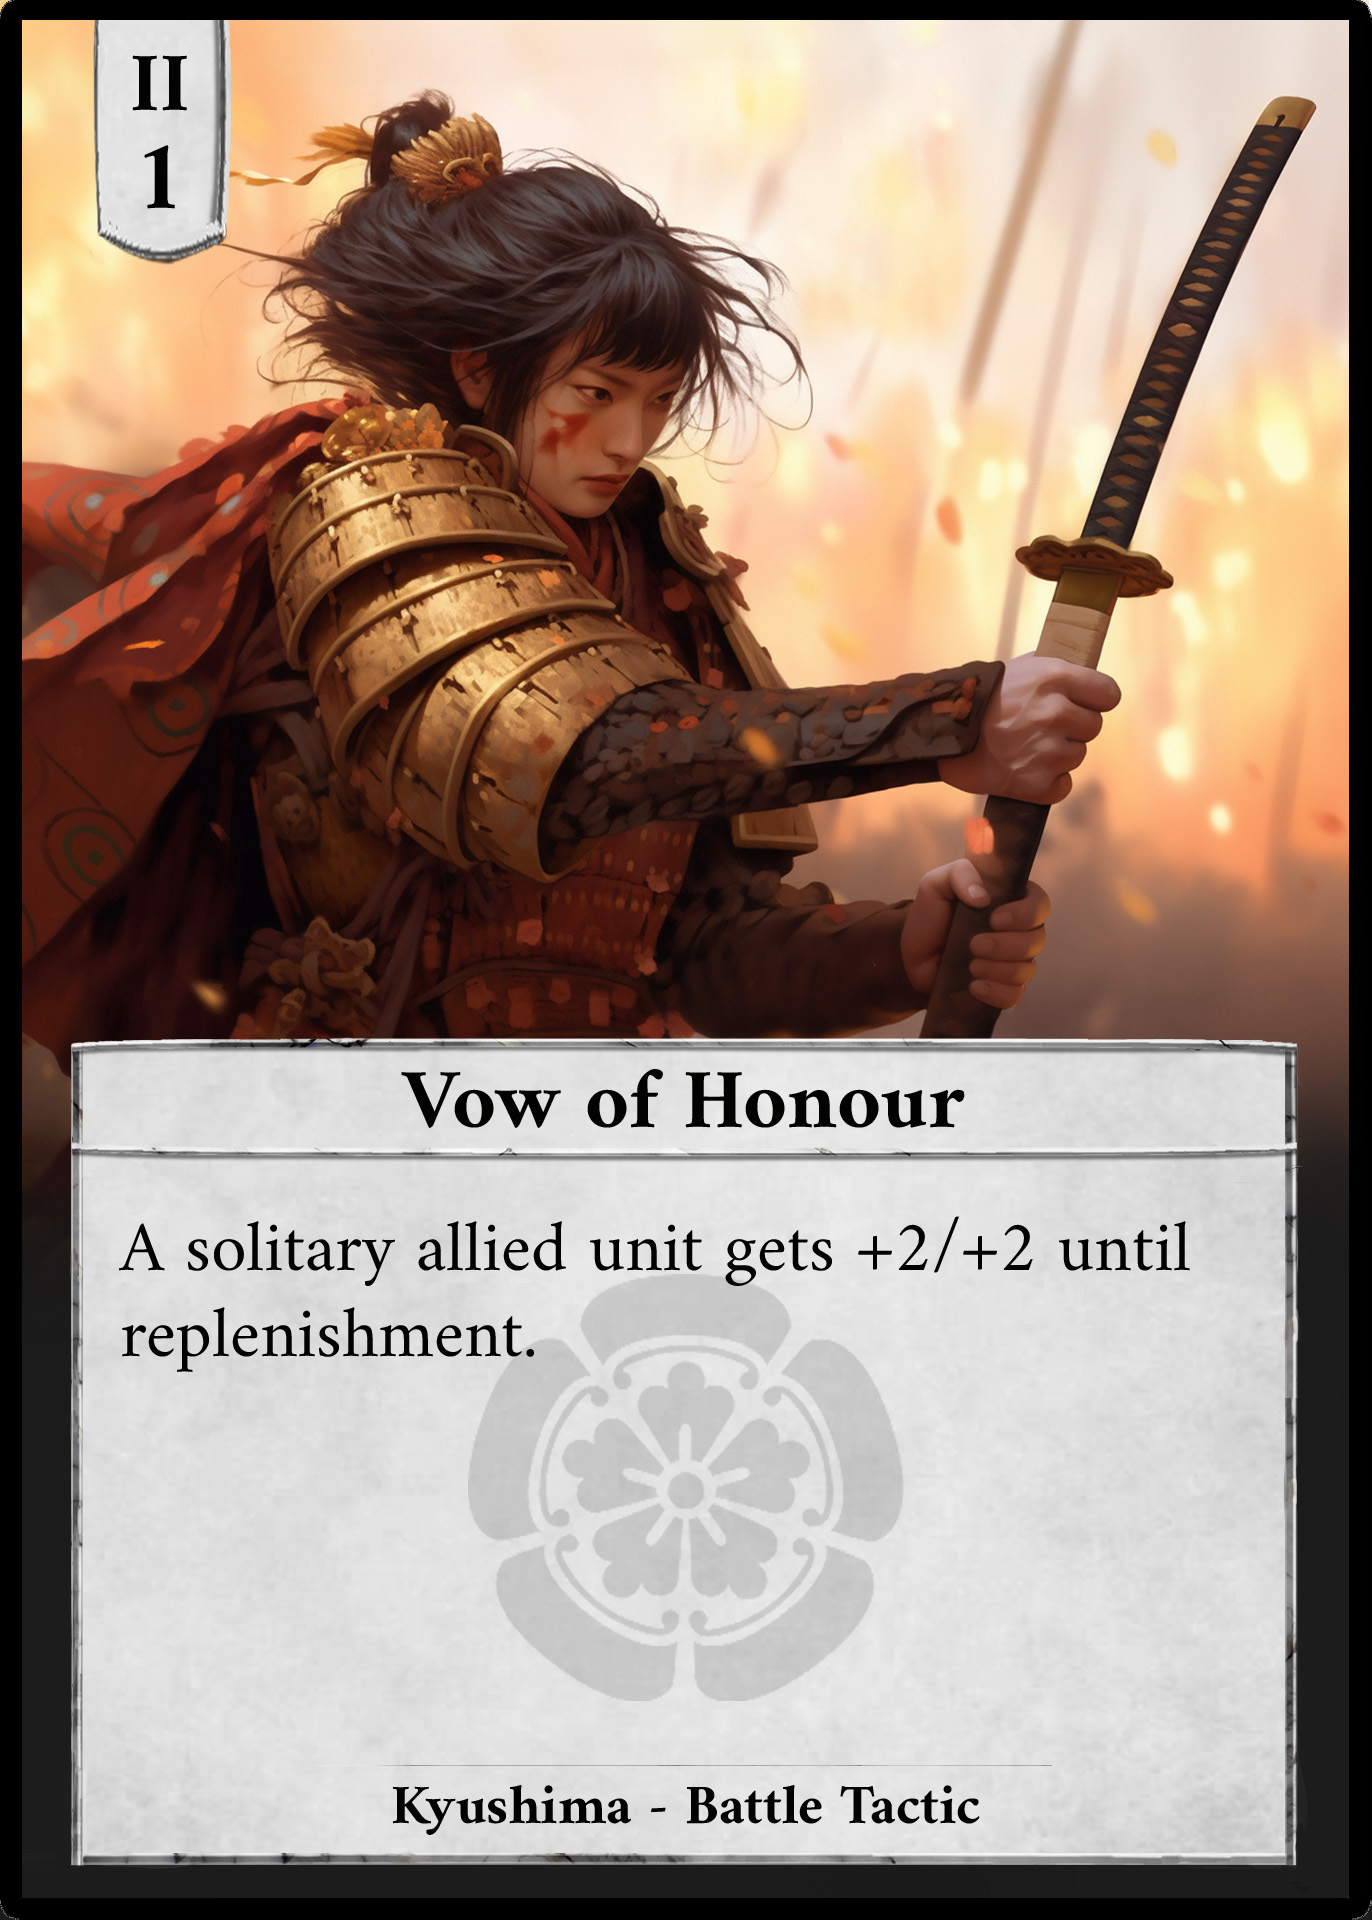 II
1
Vow of Honour
A solitary allied unit gets +2/+2 until
replenishment.
Kyushima - Battle Tactic